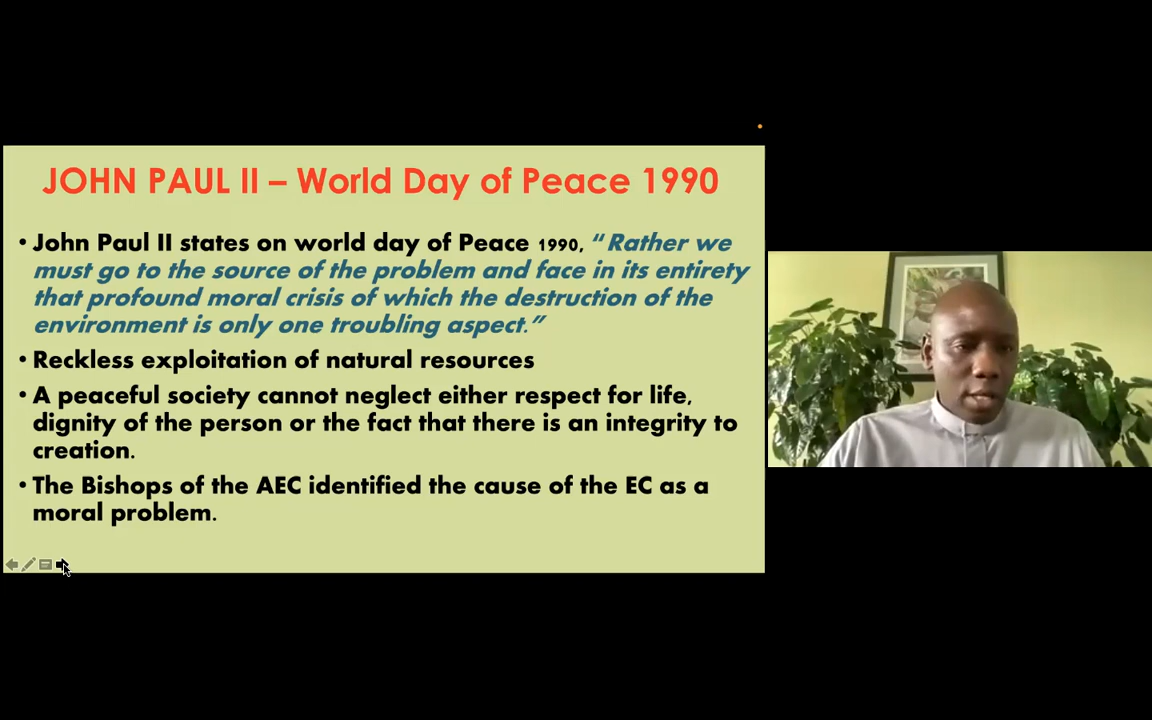 JOHN PAUL II – World Day of Peace 1990
• John Paul II states on world day of Peace 1990, “Rather we
must go to the source of the problem and face in its entirety
that profound moral crisis of which the destruction of the
environment is only one troubling aspect.”
• Reckless exploitation of natural resources
• A peaceful society cannot neglect either respect for life,
dignity of the person or the fact that there is an integrity to
creation.
• The Bishops of the AEC identified the cause of the EC as a
moral problem.